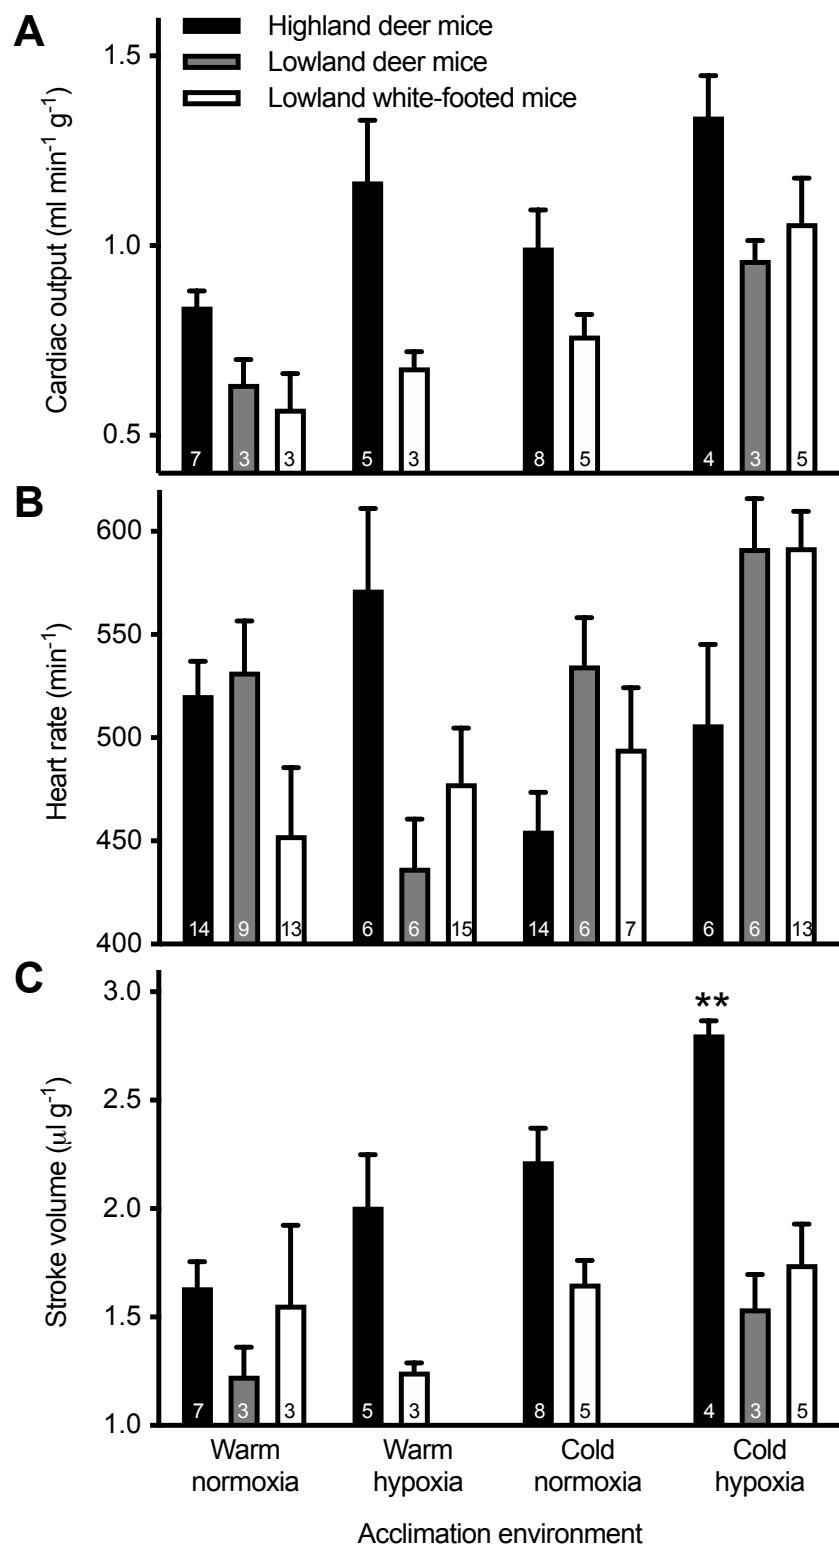 A
Highland deer mice
Lowland deer mice
Lowland white-footed mice
Cardiac output (ml min⁻¹ g⁻¹)
1.5
1.0
0.5
7 3 3 5 3 8 5 4 3 5
B
Heart rate (min⁻¹)
600
550
500
450
400
14 9 13 6 6 15 14 6 7 6 6 13
C
Stroke volume (µl g⁻¹)
3.0
2.5
2.0
1.5
1.0
**
7 3 3 5 3 8 5 4 3 5
Warm normoxia
Warm hypoxia
Cold normoxia
Cold hypoxia
Acclimation environment